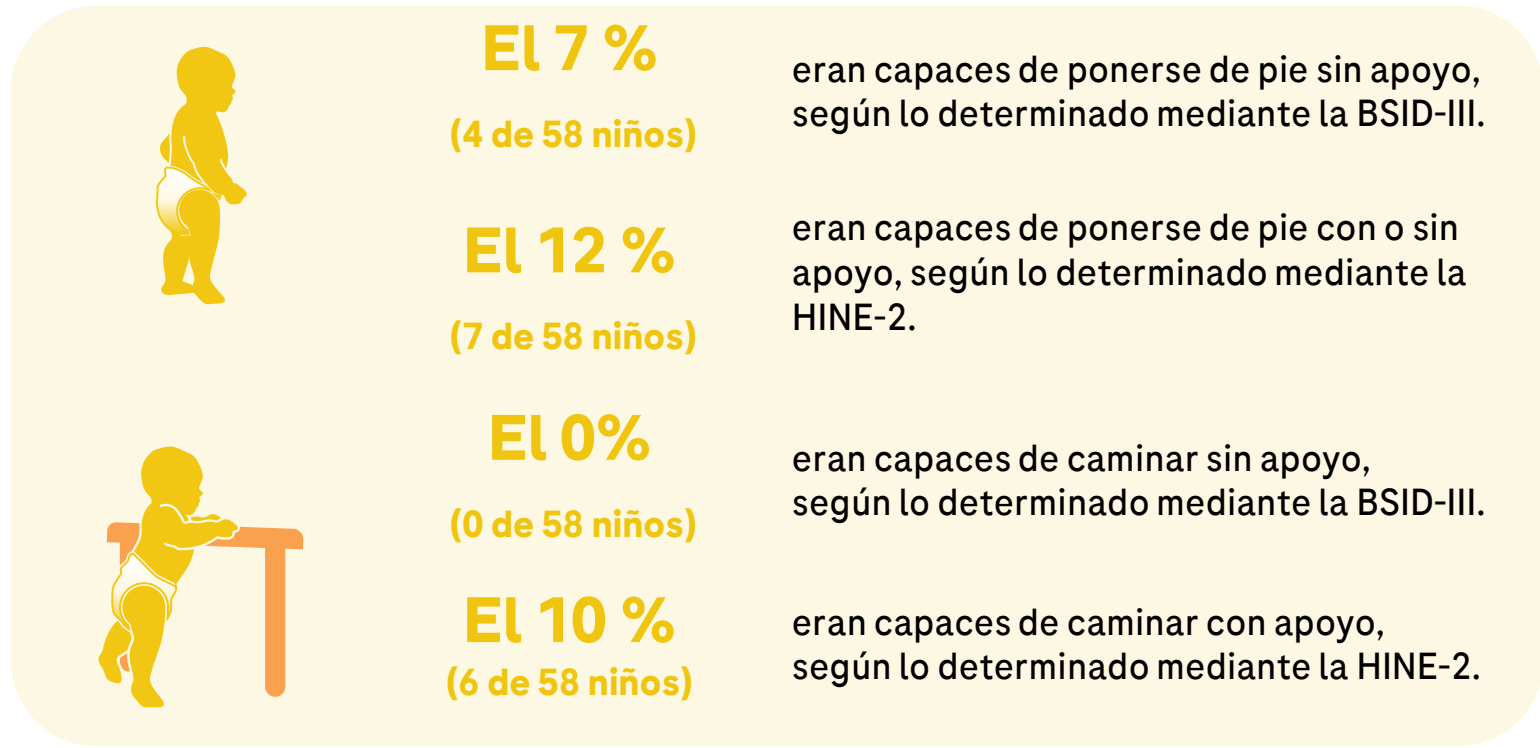 El 7 %
(4 de 58 niños)
eran capaces de ponerse de pie sin apoyo,
según lo determinado mediante la BSID-III.
El 12 %
(7 de 58 niños)
eran capaces de ponerse de pie con o sin
apoyo, según lo determinado mediante la
HINE-2.
El 0%
(0 de 58 niños)
eran capaces de caminar sin apoyo,
según lo determinado mediante la BSID-III.
El 10 %
(6 de 58 niños)
eran capaces de caminar con apoyo,
según lo determinado mediante la HINE-2.